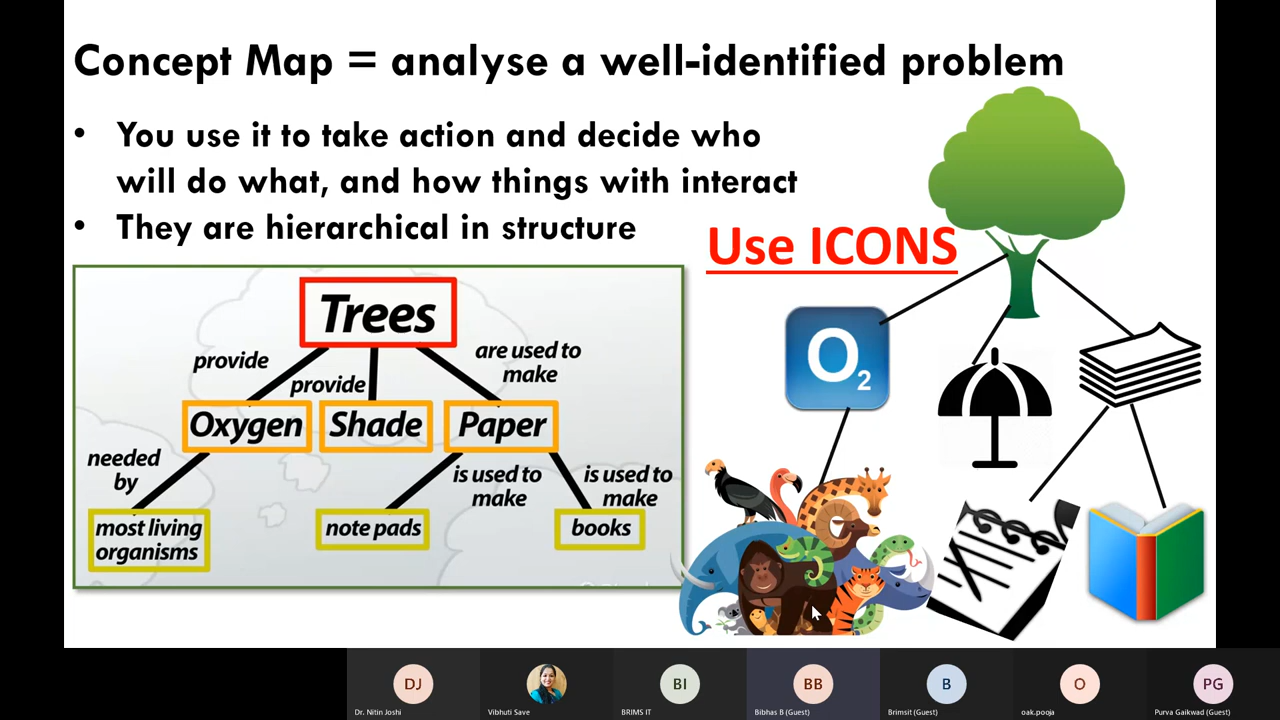 Concept Map = analyse a well-identified problem
• You use it to take action and decide who
will do what, and how things with interact
• They are hierarchical in structure
Use ICONS
Trees
provide
provide
are used to
make
Oxygen
Shade
Paper
needed
by
is used to
make
is used to
make
most living
organisms
note pads
books
O2
DJ
BI
BB
B
O
PG
Dr. Nitin Joshi
Vibhuti Save
BRIMS IT
Bibhas B (Guest)
Brimsit (Guest)
oak.pooja
Purva Gaikwad (Guest)